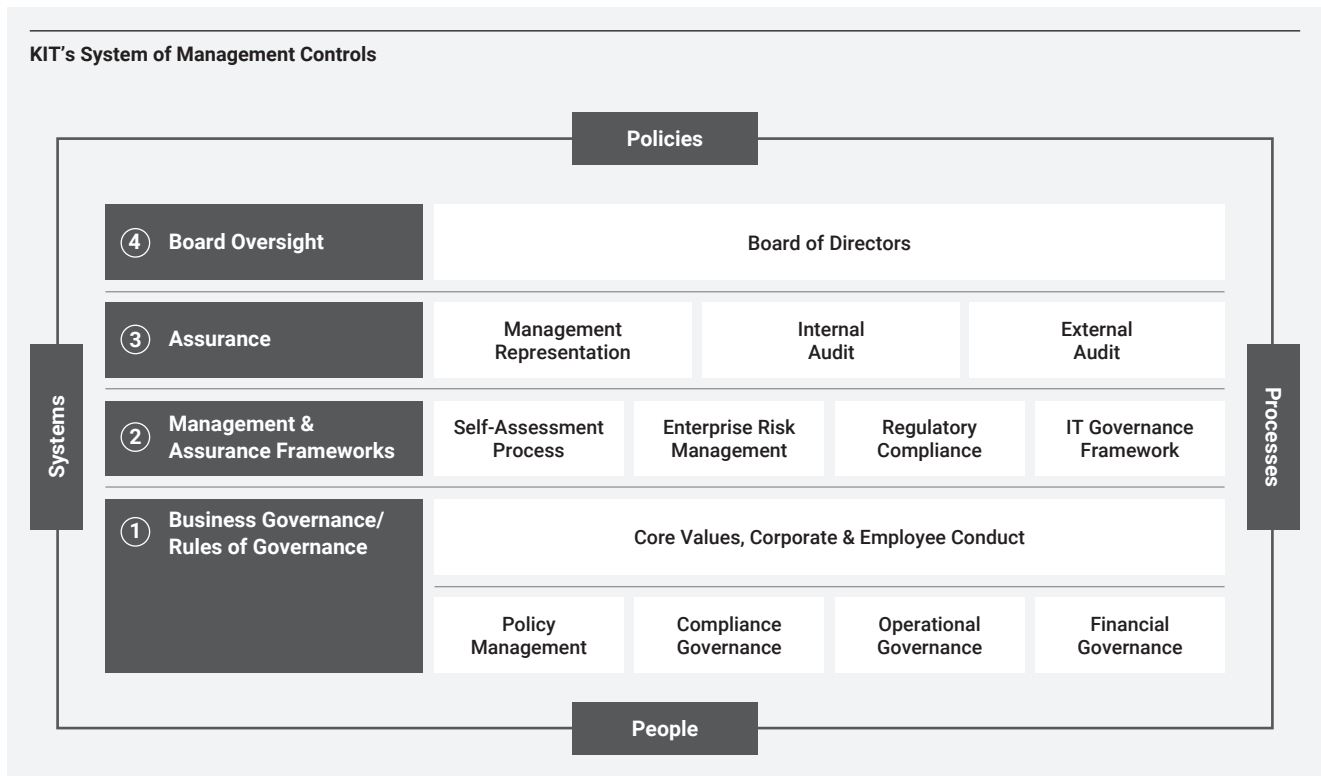 KIT’s System of Management Controls
Policies
Systems
Processes
4 Board Oversight
Board of Directors
3 Assurance
Management
Representation
Internal
Audit
External
Audit
2 Management &
Assurance Frameworks
Self-Assessment
Process
Enterprise Risk
Management
Regulatory
Compliance
IT Governance
Framework
1 Business Governance/
Rules of Governance
Core Values, Corporate & Employee Conduct
Policy
Management
Compliance
Governance
Operational
Governance
Financial
Governance
People